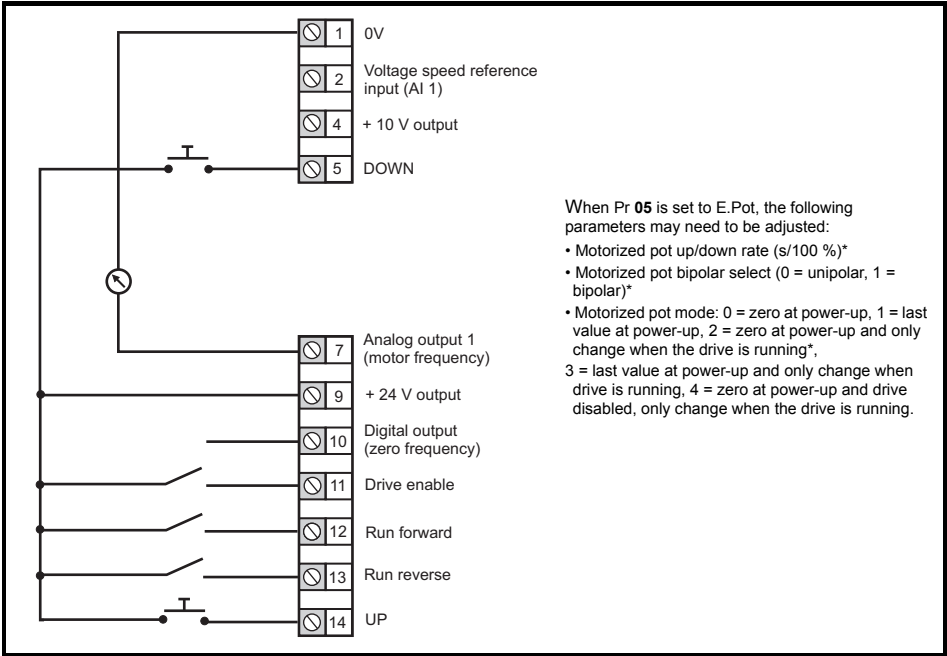 1 0V
2 Voltage speed reference
input (AI 1)
4 + 10 V output
5 DOWN
7 Analog output 1
(motor frequency)
9 + 24 V output
10 Digital output
(zero frequency)
11 Drive enable
12 Run forward
13 Run reverse
14 UP
When Pr 05 is set to E.Pot, the following
parameters may need to be adjusted:
• Motorized pot up/down rate (s/100 %)*
• Motorized pot bipolar select (0 = unipolar, 1 =
bipolar)*
• Motorized pot mode: 0 = zero at power-up, 1 = last
value at power-up, 2 = zero at power-up and only
change when the drive is running*,
3 = last value at power-up and only change when
drive is running, 4 = zero at power-up and drive
disabled, only change when the drive is running.